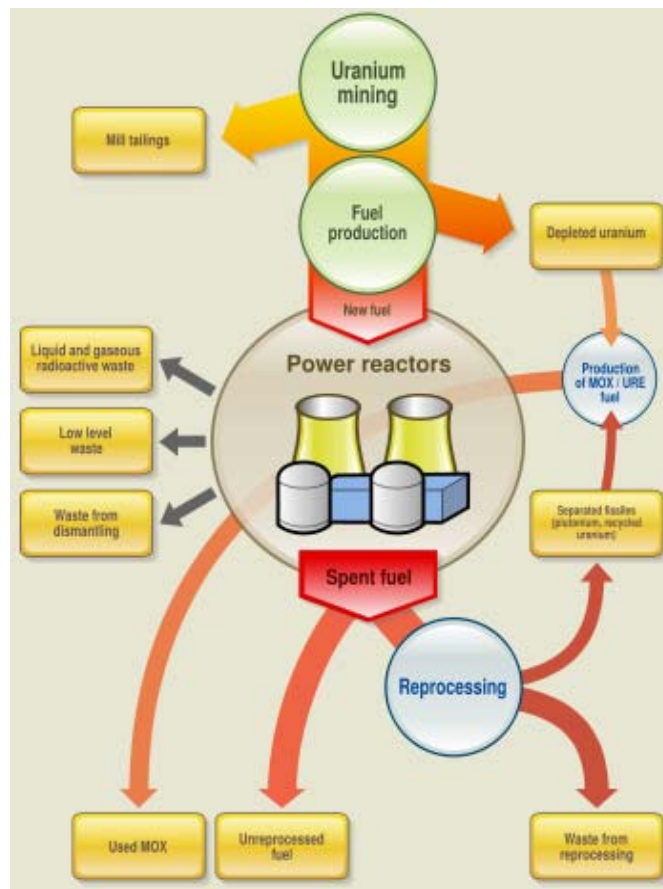 Uranium
mining
Mill tailings
Fuel
production
Depleted uranium
New fuel
Liquid and gaseous
radioactive waste
Power reactors
Production
of MOX / URE
fuel
Low level
waste
Waste from
dismantling
Separated fissiles
(plutonium, recycled
uranium)
Spent fuel
Reprocessing
Used MOX
Unreprocessed
fuel
Waste from
reprocessing